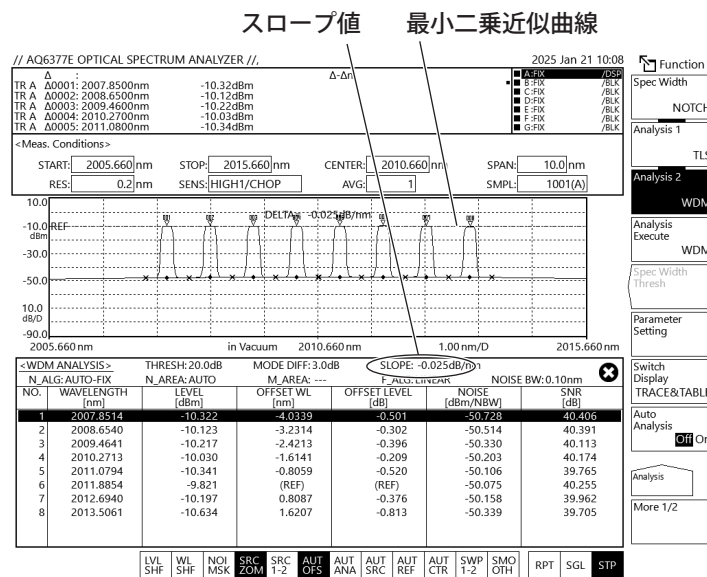 スロープ値 最小二乗近似曲線
// AQ6377E OPTICAL SPECTRUM ANALYZER //, 2025 Jan 21 10:08
Δ : Δ-Δn
TR A Δ0001: 2007.8500nm -10.32dBm
TR A Δ0002: 2008.6500nm -10.12dBm
TR A Δ0003: 2009.4600nm -10.22dBm
TR A Δ0004: 2010.2700nm -10.03dBm
TR A Δ0005: 2011.0800nm -10.34dBm
A:FIX /DSP
B:FIX /BLK
C:FIX /BLK
D:FIX /BLK
E:FIX /BLK
F:FIX /BLK
G:FIX /BLK
<Meas. Conditions>
START: 2005.660 nm STOP: 2015.660 nm CENTER: 2010.660 nm SPAN: 10.0 nm
RES: 0.2 nm SENS: HIGH1/CHOP AVG: 1 SMPL: 1001(A)
10.0
DELTA= -0.025dB/nm
-10.0 REF
dBm
-30.0
-50.0
10.0
dB/D
-90.0
2005.660nm in Vacuum 2010.660nm 1.00nm/D 2015.660nm
<WDM ANALYSIS> THRESH:20.0dB MODE DIFF:3.0dB SLOPE: -0.025dB/nm
N_ALG:AUTO-FIX N_AREA:AUTO M_AREA: --- F_ALG:LINEAR NOISE BW:0.10nm
NO. WAVELENGTH LEVEL OFFSET WL OFFSET LEVEL NOISE SNR
[nm] [dBm] [nm] [dB] [dBm/NBW] [dB]
1 2007.8514 -10.322 -4.0339 -0.501 -50.728 40.406
2 2008.6540 -10.123 -3.2314 -0.302 -50.514 40.391
3 2009.4641 -10.217 -2.4213 -0.396 -50.330 40.113
4 2010.2713 -10.030 -1.6141 -0.209 -50.203 40.174
5 2011.0794 -10.341 -0.8059 -0.520 -50.106 39.765
6 2011.8854 -9.821 (REF) (REF) -50.075 40.255
7 2012.6940 -10.197 0.8087 -0.376 -50.158 39.962
8 2013.5061 -10.634 1.6207 -0.813 -50.339 39.705
LVL WL NOI SRC SRC AUT AUT AUT AUT AUT SWP SMO RPT SGL STP
SHF SHF MSK ZOM 1-2 OFS ANA SRC REF CTR 1-2 OTH
Function
Spec Width
NOTCH
Analysis 1
TLS
Analysis 2
WDM
Analysis
Execute
WDM
Spec Width
Thresh
Parameter
Setting
Switch
Display
TRACE&TABLE
Auto
Analysis
Off On
Analysis
More 1/2